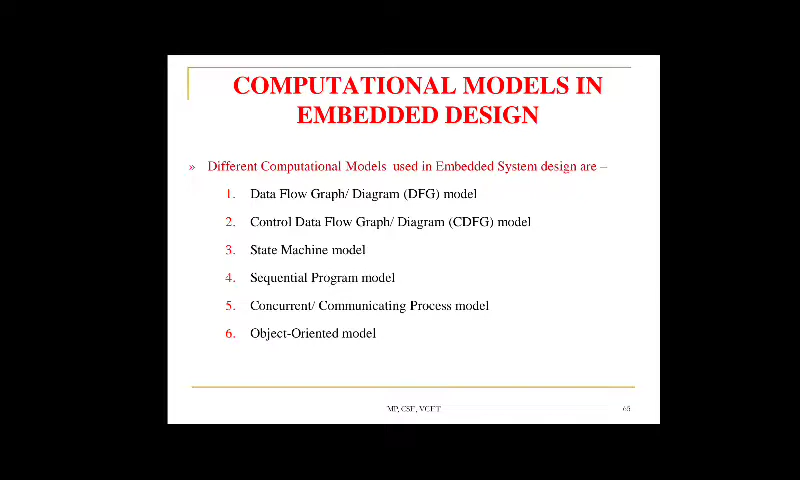 COMPUTATIONAL MODELS IN
EMBEDDED DESIGN
» Different Computational Models used in Embedded System design are –
1. Data Flow Graph/ Diagram (DFG) model
2. Control Data Flow Graph/ Diagram (CDFG) model
3. State Machine model
4. Sequential Program model
5. Concurrent/ Communicating Process model
6. Object-Oriented model
MP, CSE, VCET 65